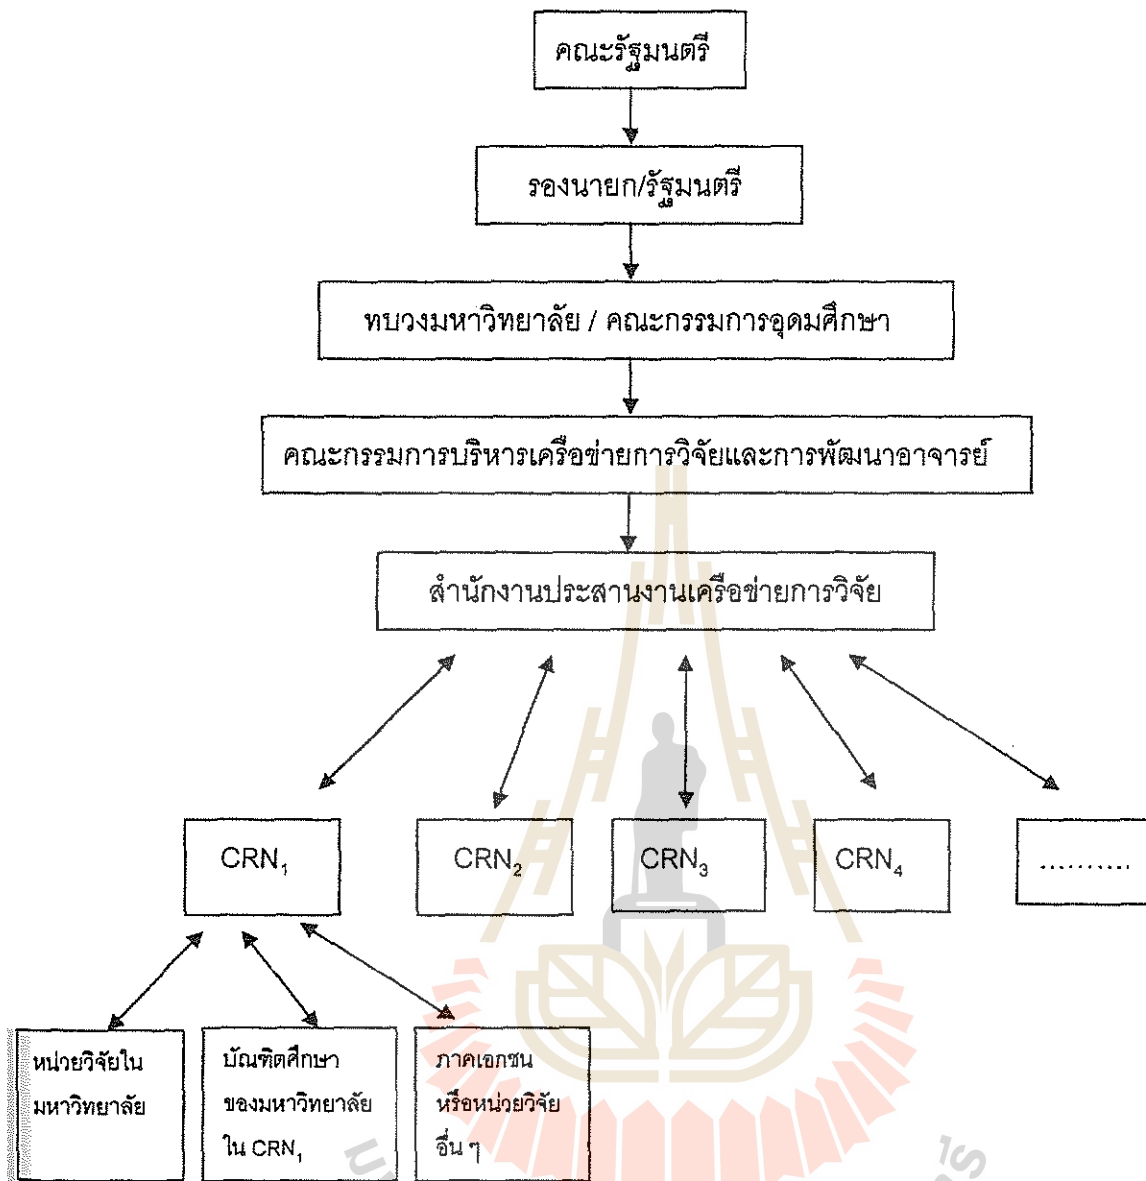 คณะรัฐมนตรี
รองนายก/รัฐมนตรี
ทบวงมหาวิทยาลัย / คณะกรรมการอุดมศึกษา
คณะกรรมการบริหารเครือข่ายการวิจัยและการพัฒนาอาจารย์
สำนักงานประสานงานเครือข่ายการวิจัย
CRN₁
CRN₂
CRN₃
CRN₄
..........
หน่วยวิจัยใน
มหาวิทยาลัย
บัณฑิตศึกษา
ของมหาวิทยาลัย
ใน CRN₁
ภาคเอกชน
หรือหน่วยวิจัย
อื่น ๆ